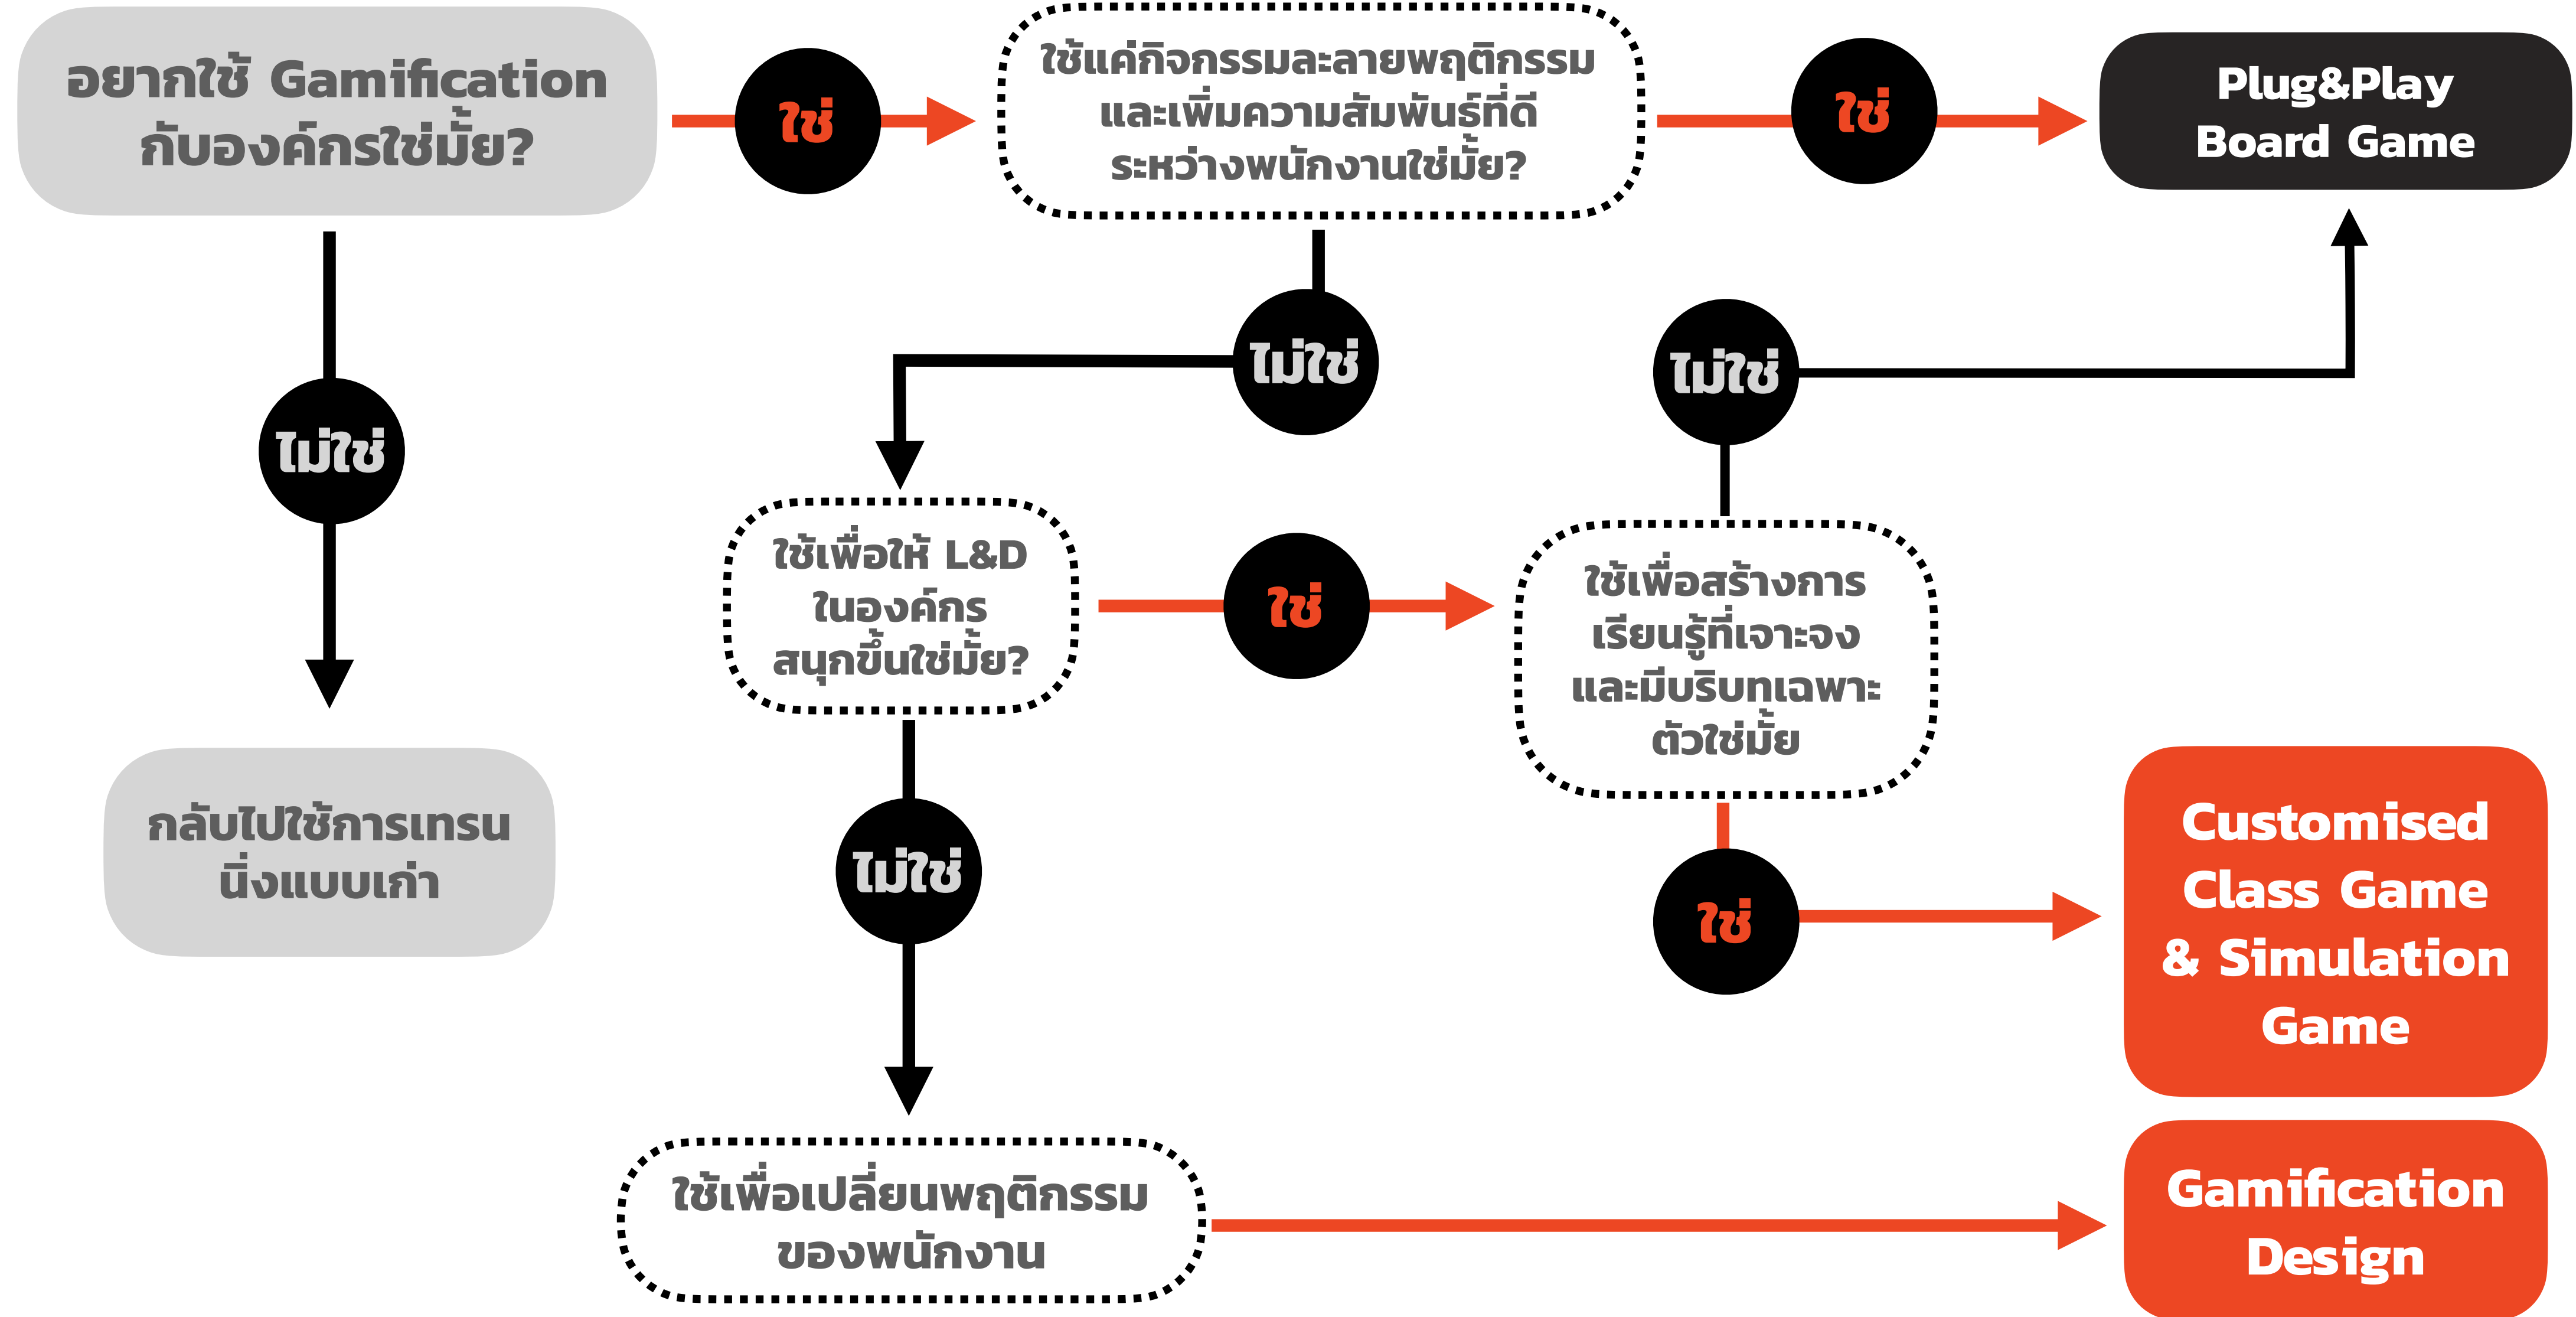 อยากใช้ Gamification
กับองค์กรใช่มั้ย?
ใช่
ใช้แค่กิจกรรมละลายพฤติกรรม
และเพิ่มความสัมพันธ์ที่ดี
ระหว่างพนักงานใช่มั้ย?
ใช่
Plug&Play
Board Game
ไม่ใช่
ไม่ใช่
ไม่ใช่
ใช้เพื่อให้ L&D
ในองค์กร
สนุกขึ้นใช่มั้ย?
ใช่
ใช้เพื่อสร้างการ
เรียนรู้ที่เจาะจง
และมีบริบทเฉพาะ
ตัวใช่มั้ย
กลับไปใช้การเทรน
นิ่งแบบเก่า
ไม่ใช่
ใช่
Customised
Class Game
& Simulation
Game
ใช้เพื่อเปลี่ยนพฤติกรรม
ของพนักงาน
Gamification
Design